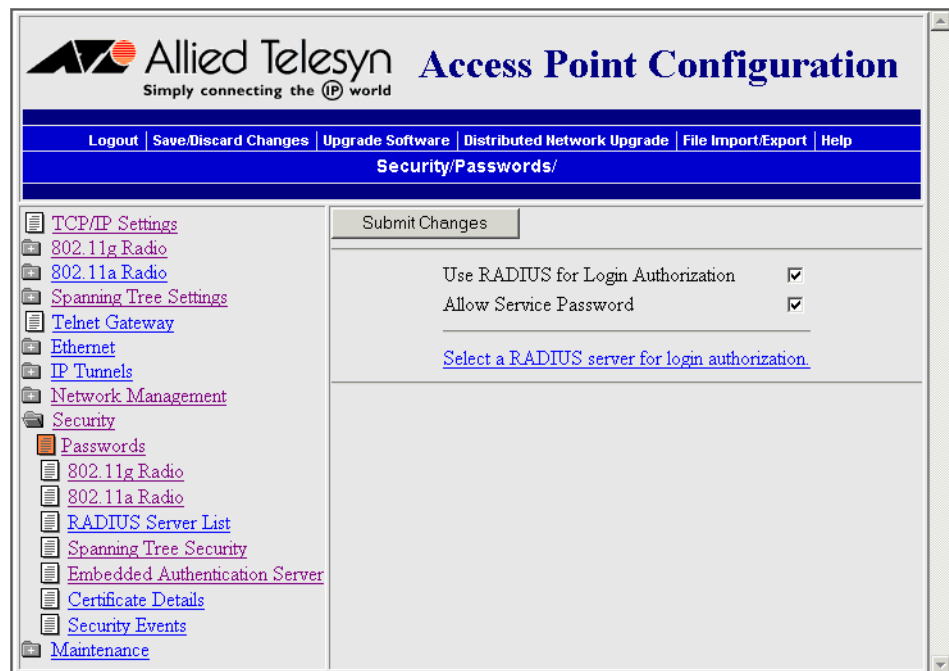 Allied Telesyn
Simply connecting the IP world
Access Point Configuration
Logout | Save/Discard Changes | Upgrade Software | Distributed Network Upgrade | File Import/Export | Help
Security/Passwords/
TCP/IP Settings
802.11g Radio
802.11a Radio
Spanning Tree Settings
Telnet Gateway
Ethernet
IP Tunnels
Network Management
Security
Passwords
802.11g Radio
802.11a Radio
RADIUS Server List
Spanning Tree Security
Embedded Authentication Server
Certificate Details
Security Events
Maintenance
Submit Changes
Use RADIUS for Login Authorization
Allow Service Password
Select a RADIUS server for login authorization.